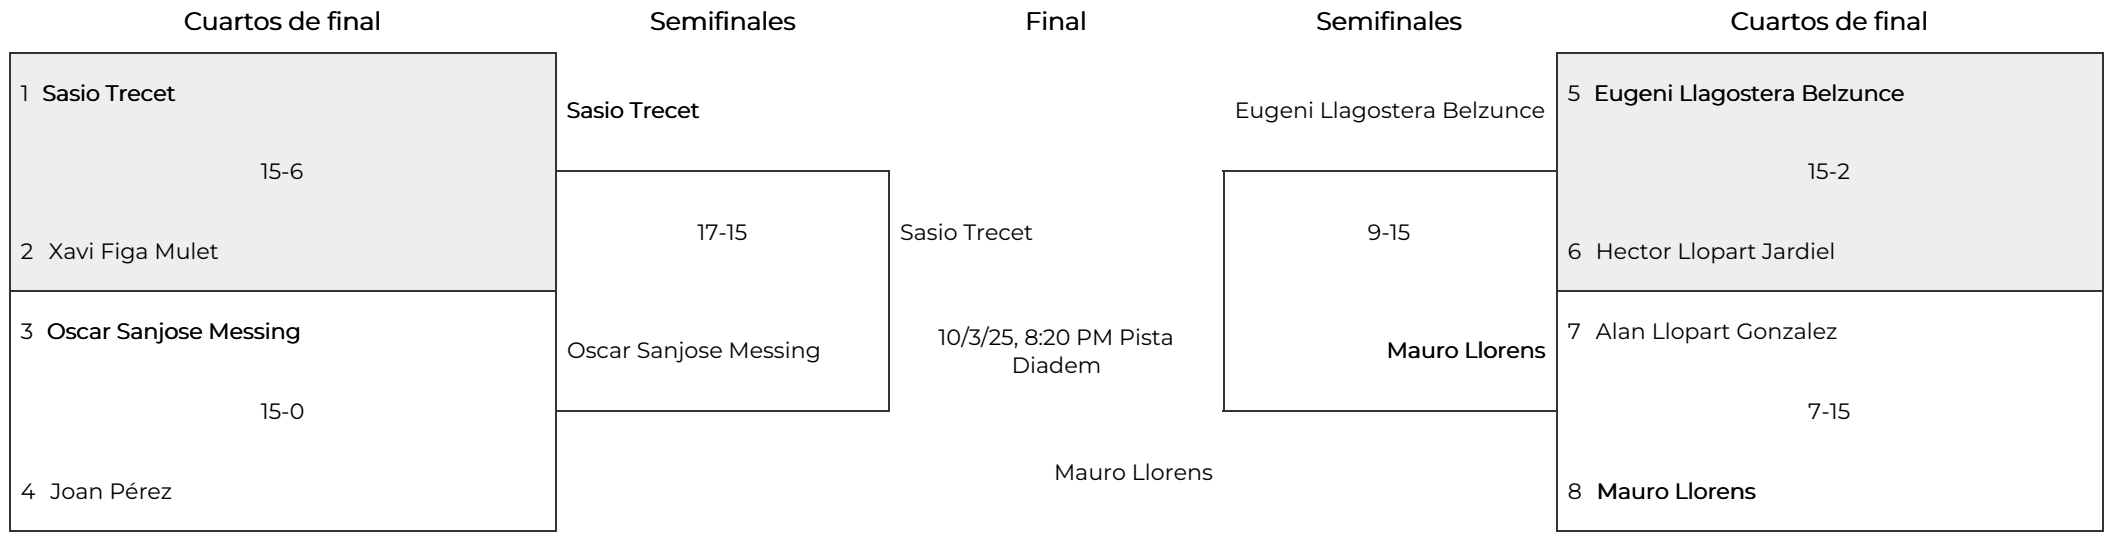 Cuartos de final
Semifinales
Final
Semifinales
Cuartos de final
1 Sasio Trecet
15-6
2 Xavi Figa Mulet
3 Oscar Sanjose Messing
15-0
4 Joan Pérez
Sasio Trecet
17-15
Oscar Sanjose Messing
Sasio Trecet
10/3/25, 8:20 PM Pista
Diadem
Mauro Llorens
Eugeni Llagostera Belzunce
9-15
Mauro Llorens
5 Eugeni Llagostera Belzunce
15-2
6 Hector Llopart Jardiel
7 Alan Llopart Gonzalez
7-15
8 Mauro Llorens